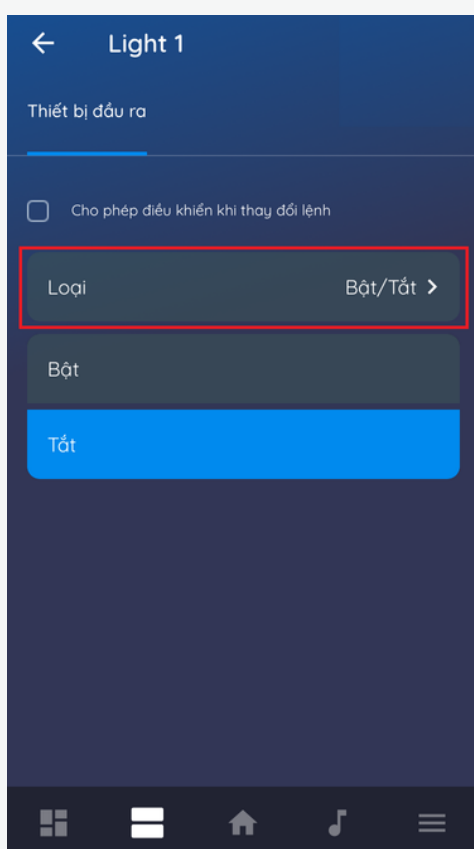 Light 1
Thiết bị đầu ra
Cho phép điều khiển khi thay đổi lệnh
Loại Bật/Tắt
Bật
Tắt